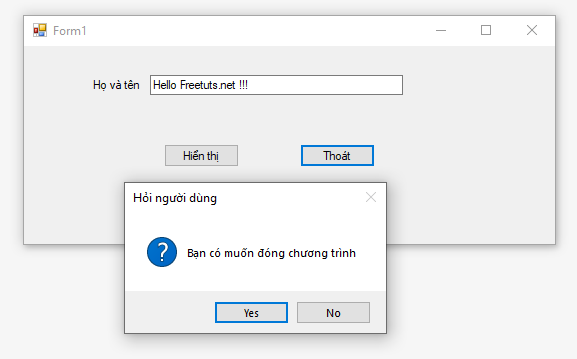 Form1
Họ và tên
Hello Freetuts.net !!!
Hiển thị
Thoát
Hỏi người dùng
Bạn có muốn đóng chương trình
Yes
No